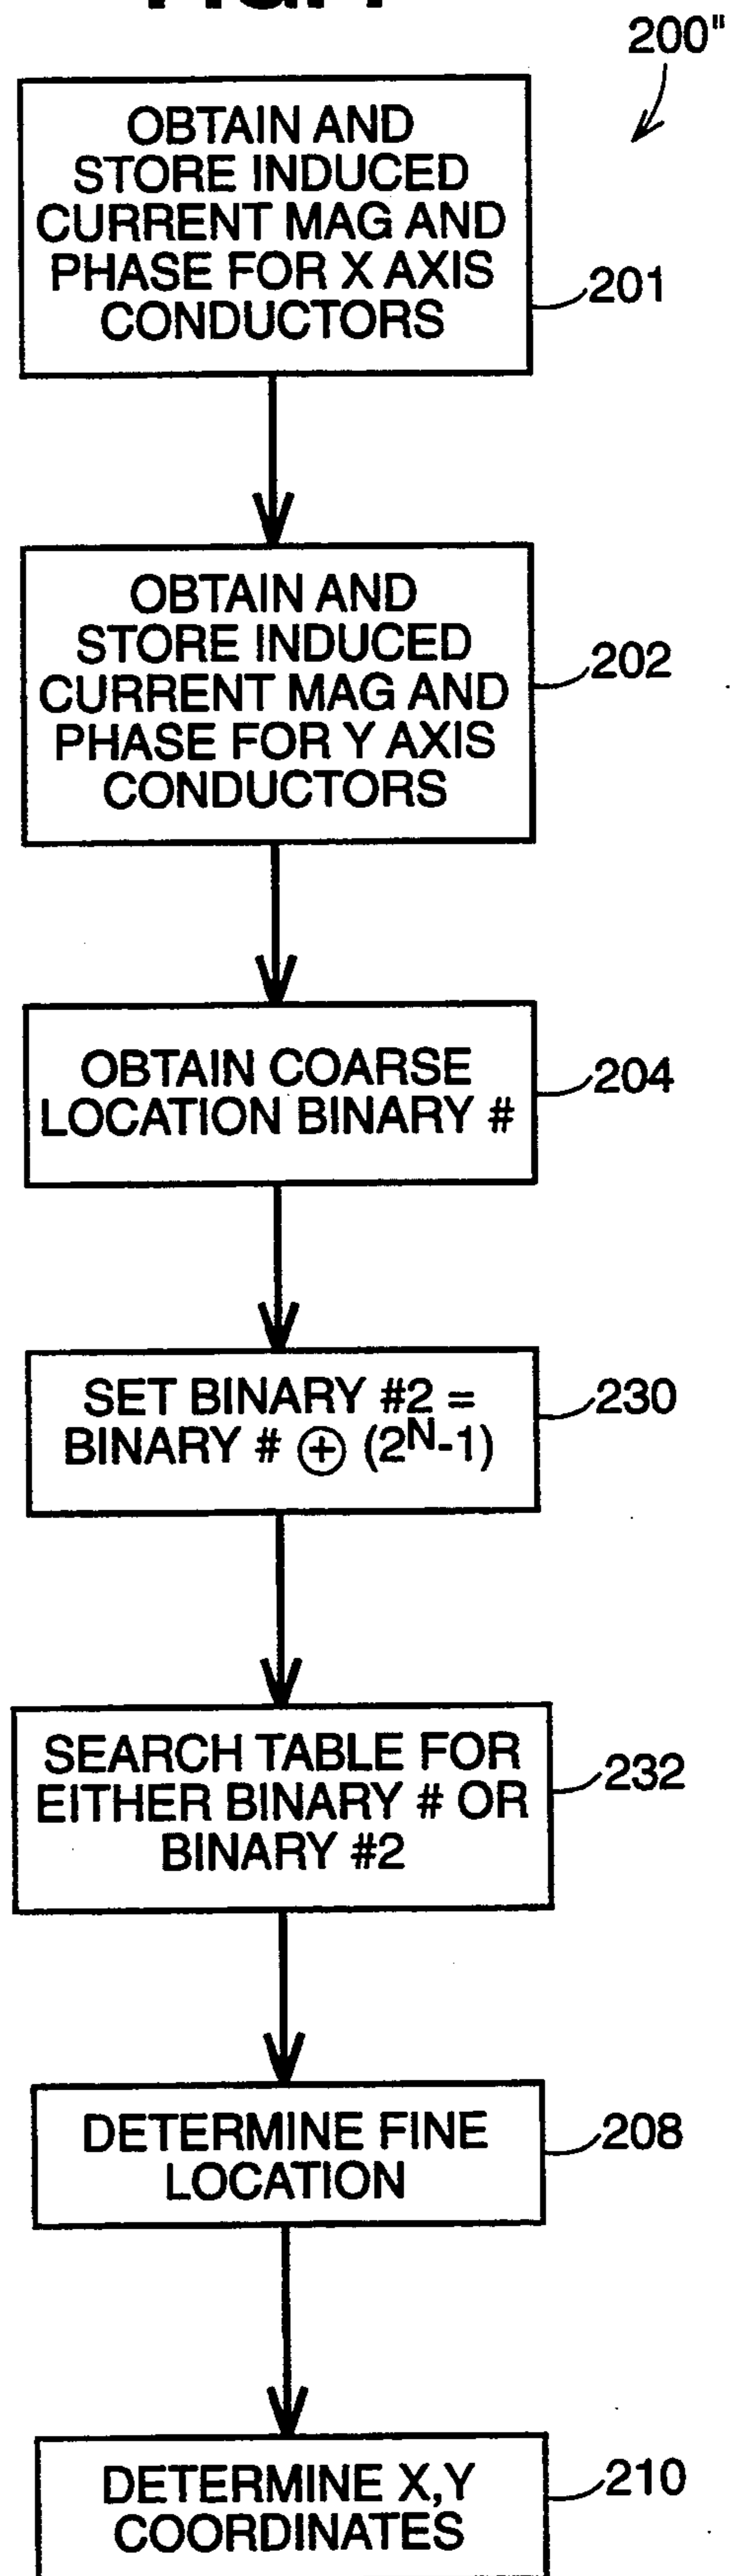 200"
OBTAIN AND
STORE INDUCED
CURRENT MAG AND
PHASE FOR X AXIS
CONDUCTORS
201
OBTAIN AND
STORE INDUCED
CURRENT MAG AND
PHASE FOR Y AXIS
CONDUCTORS
202
OBTAIN COARSE
LOCATION BINARY #
204
SET BINARY #2 =
BINARY # ⊕ (2^N-1)
230
SEARCH TABLE FOR
EITHER BINARY # OR
BINARY #2
232
DETERMINE FINE
LOCATION
208
DETERMINE X,Y
COORDINATES
210